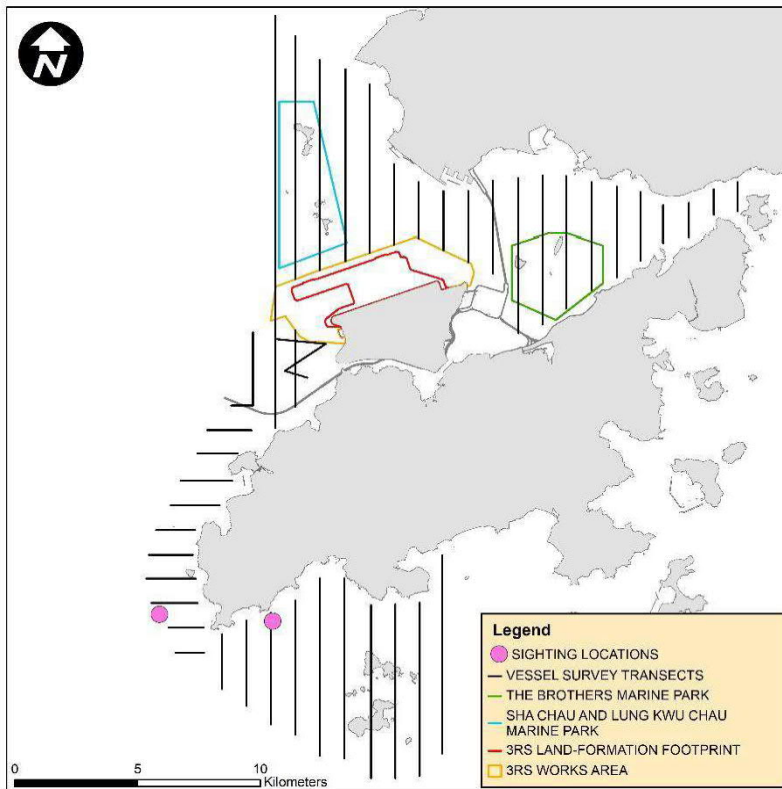 N
Legend
SIGHTING LOCATIONS
VESSEL SURVEY TRANSECTS
THE BROTHERS MARINE PARK
SHA CHAU AND LUNG KWU CHAU
MARINE PARK
3RS LAND-FORMATION FOOTPRINT
3RS WORKS AREA
0 5 10
Kilometers